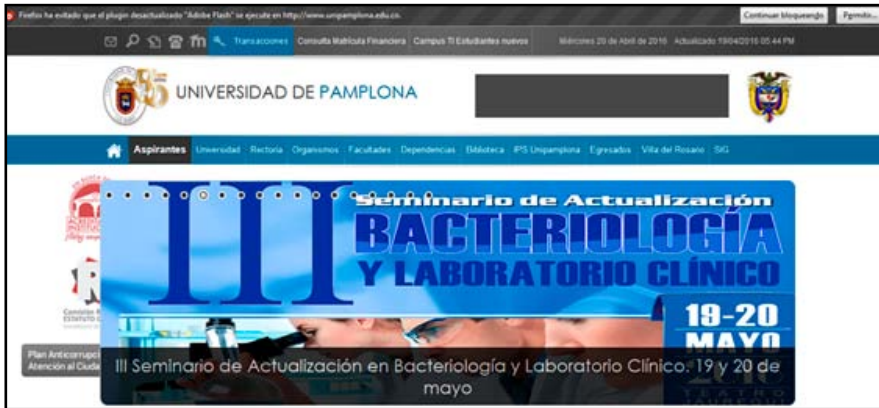 Firefox ha evitado que el plugin desactualizado "Adobe Flash" se ejecute en http://www.unipamplona.edu.co.
Continuar bloqueando
Permitir...
Transacciones Consulta Matrícula Financiera Campus TI Estudiantes nuevos
Miércoles 20 de Abril de 2016 Actualizado 19/04/2016 05:44 PM
UNIVERSIDAD DE PAMPLONA
Aspirantes Universidad Rectoría Organismos Facultades Dependencias Biblioteca IPS Unipamplona Egresados Villa del Rosario SIG
III
Seminario de Actualización
BACTERIOLOGÍA
Y LABORATORIO CLÍNICO
19-20
MAYO
2016
TEATRO
JAUREGUI
Plan Anticorrupci
Atención al Ciuda
III Seminario de Actualización en Bacteriología y Laboratorio Clínico. 19 y 20 de
mayo